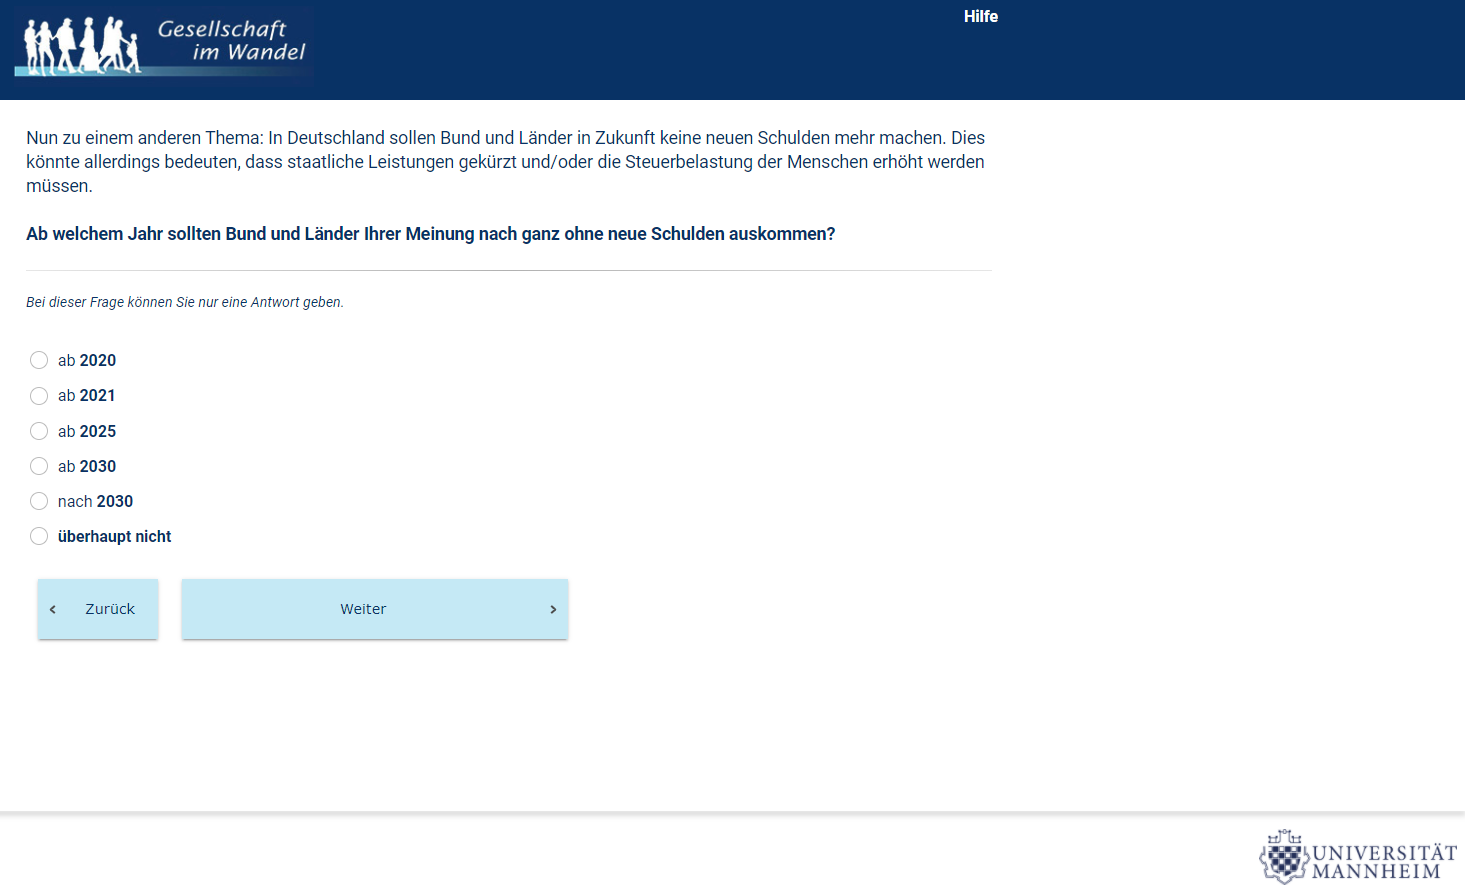 Gesellschaft
im Wandel
Hilfe
Nun zu einem anderen Thema: In Deutschland sollen Bund und Länder in Zukunft keine neuen Schulden mehr machen. Dies
könnte allerdings bedeuten, dass staatliche Leistungen gekürzt und/oder die Steuerbelastung der Menschen erhöht werden
müssen.
Ab welchem Jahr sollten Bund und Länder Ihrer Meinung nach ganz ohne neue Schulden auskommen?
Bei dieser Frage können Sie nur eine Antwort geben.
ab 2020
ab 2021
ab 2025
ab 2030
nach 2030
überhaupt nicht
‹ Zurück
Weiter ›
UNIVERSITÄT
MANNHEIM